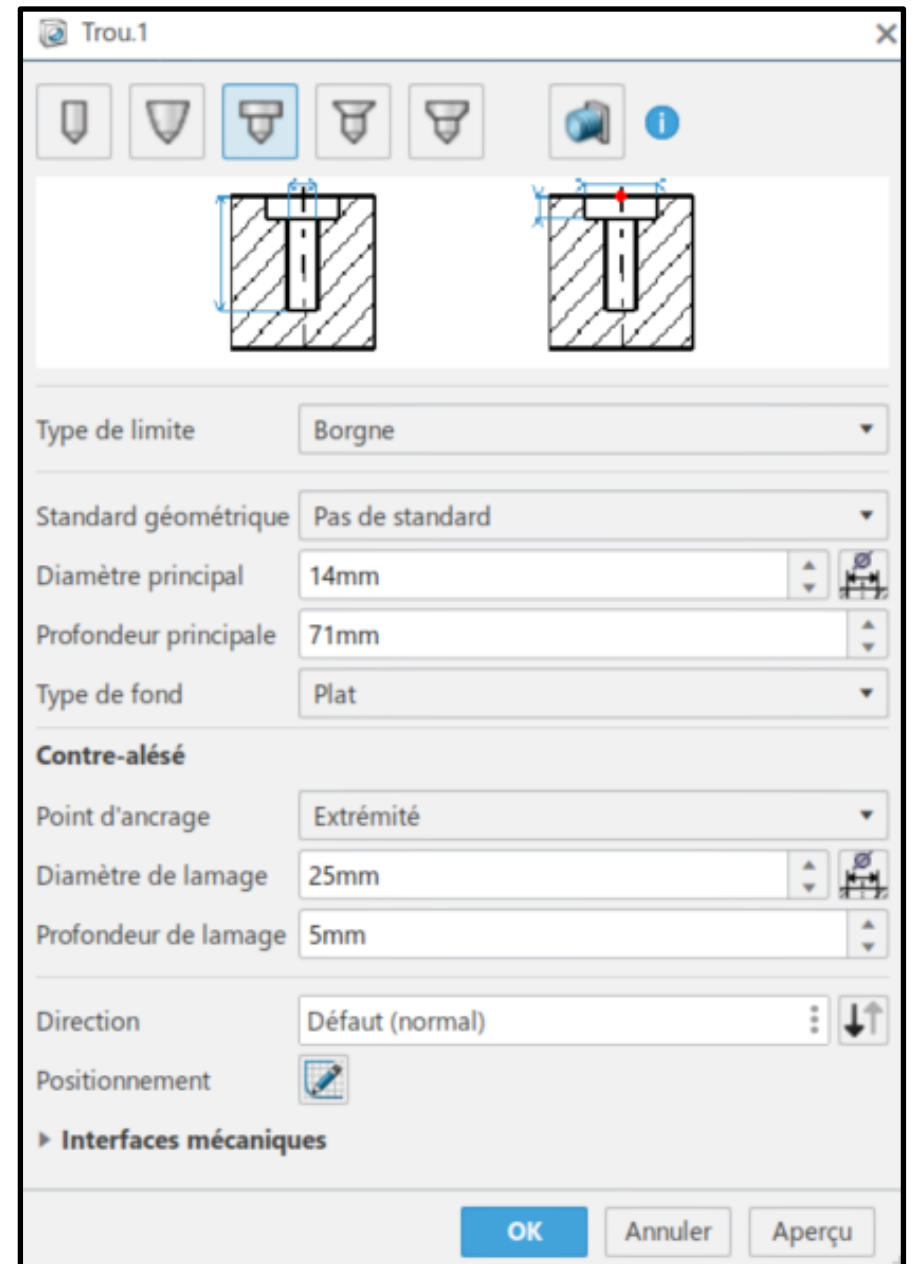 Trou.1
Type de limite Borgne
Standard géométrique Pas de standard
Diamètre principal 14mm
Profondeur principale 71mm
Type de fond Plat
Contre-alésé
Point d'ancrage Extrémité
Diamètre de lamage 25mm
Profondeur de lamage 5mm
Direction Défaut (normal)
Positionnement
Interfaces mécaniques
OK Annuler Aperçu